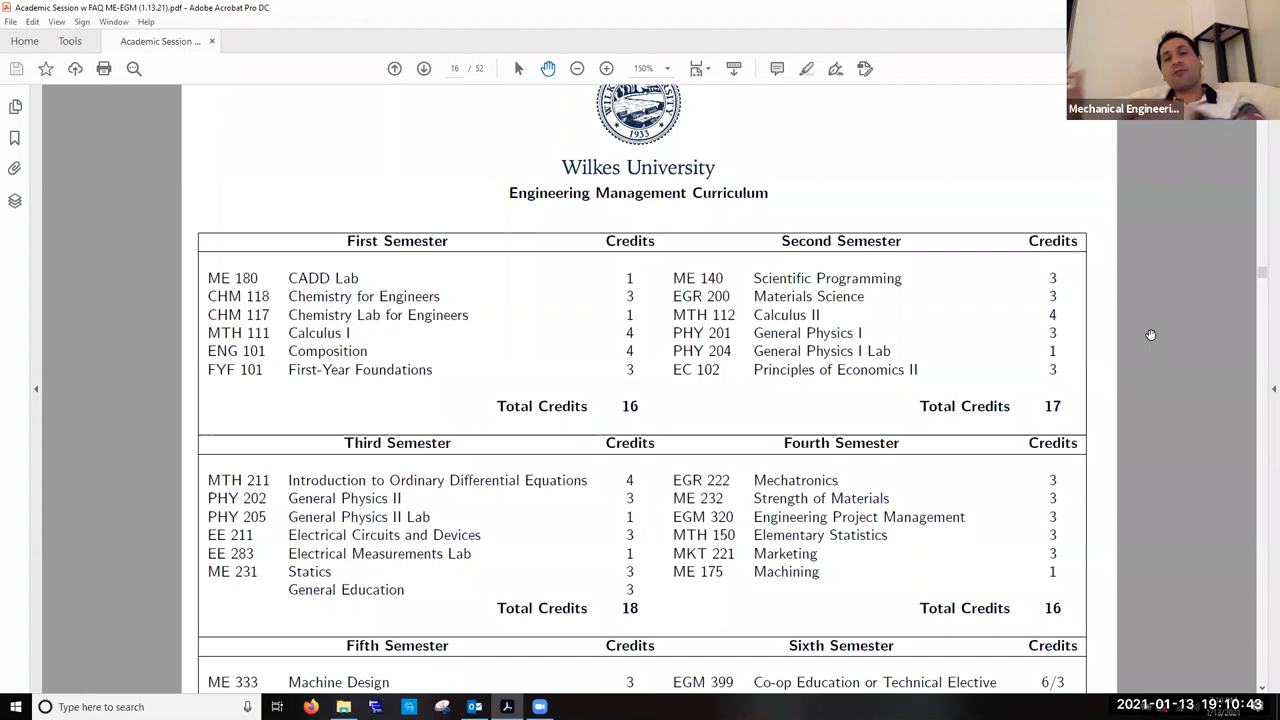 Academic Session w FAQ ME-EGM (1.13.21).pdf - Adobe Acrobat Pro DC
File Edit View Sign Window Help
Home Tools Academic Session ... ×
16 / 52 150%
Mechanical Engineeri...
1933
Wilkes University
Engineering Management Curriculum
First Semester Credits Second Semester Credits
ME 180 CADD Lab 1 ME 140 Scientific Programming 3
CHM 118 Chemistry for Engineers 3 EGR 200 Materials Science 3
CHM 117 Chemistry Lab for Engineers 1 MTH 112 Calculus II 4
MTH 111 Calculus I 4 PHY 201 General Physics I 3
ENG 101 Composition 4 PHY 204 General Physics I Lab 1
FYF 101 First-Year Foundations 3 EC 102 Principles of Economics II 3
Total Credits 16 Total Credits 17
Third Semester Credits Fourth Semester Credits
MTH 211 Introduction to Ordinary Differential Equations 4 EGR 222 Mechatronics 3
PHY 202 General Physics II 3 ME 232 Strength of Materials 3
PHY 205 General Physics II Lab 1 EGM 320 Engineering Project Management 3
EE 211 Electrical Circuits and Devices 3 MTH 150 Elementary Statistics 3
EE 283 Electrical Measurements Lab 1 MKT 221 Marketing 3
ME 231 Statics 3 ME 175 Machining 1
General Education 3
Total Credits 18 Total Credits 16
Fifth Semester Credits Sixth Semester Credits
ME 333 Machine Design 3 EGM 399 Co-op Education or Technical Elective 6/3
Type here to search
2021-01-13 19:10:43